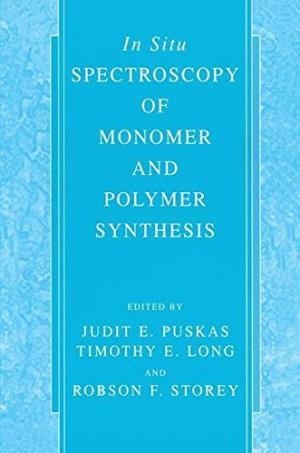 In Situ
SPECTROSCOPY
OF
MONOMER
AND
POLYMER
SYNTHESIS
EDITED BY
JUDIT E. PUSKAS
TIMOTHY E. LONG
AND
ROBSON F. STOREY